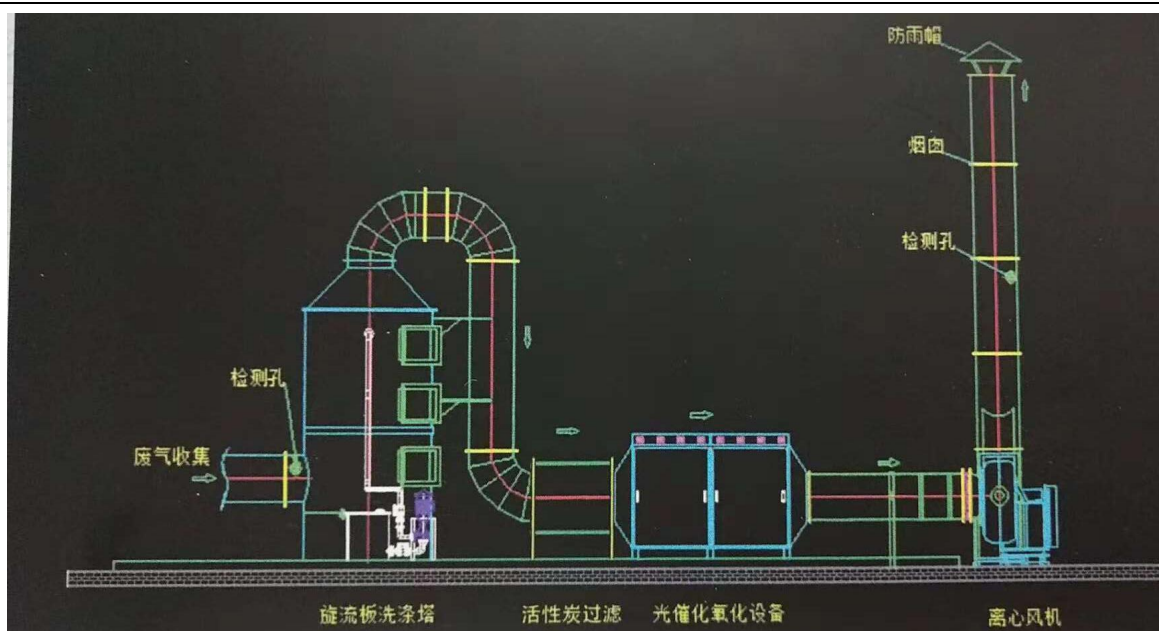 防雨帽
烟囱
检测孔
检测孔
废气收集
旋流板洗涤塔
活性炭过滤
光催化氧化设备
离心风机